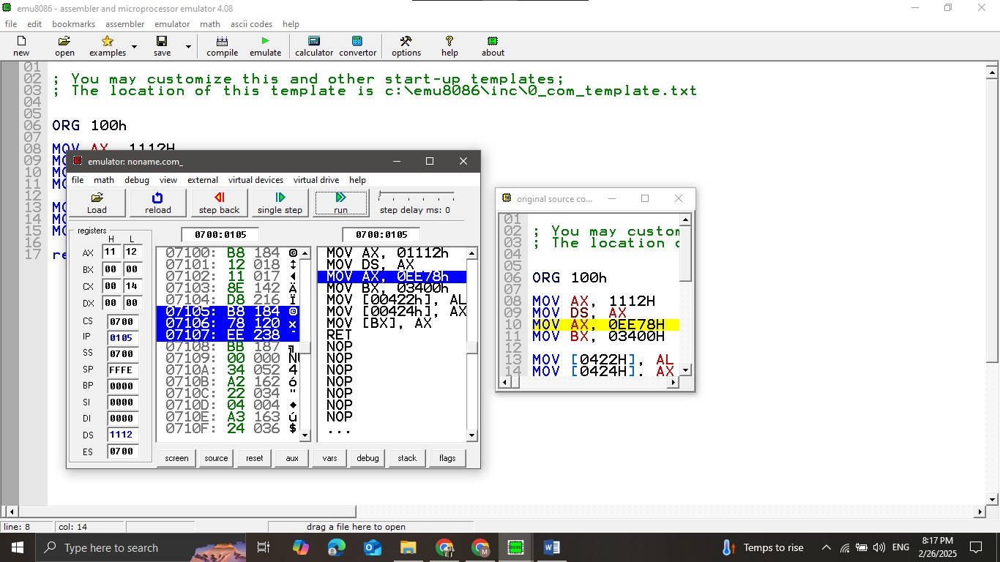 emu8086 - assembler and microprocessor emulator 4.08
file edit bookmarks assembler emulator math ascii codes help
new open examples save compile emulate calculator convertor options help about
01
02 ; You may customize this and other start-up templates;
03 ; The location of this template is c:\emu8086\inc\0_com_template.txt
04
05
06 ORG 100h
07
08 MOV AX, 1112H
09 MO
10 MO
11 MO
12
13 MO
14 MO
15 MO
16
17 re
emulator: noname.com_
file math debug view external virtual devices virtual drive help
Load reload step back single step run step delay ms: 0
registers
H L
AX 11 12
BX 00 00
CX 00 14
DX 00 00
CS 0700
IP 0105
SS 0700
SP FFFE
BP 0000
SI 0000
DI 0000
DS 1112
ES 0700
0700:0105 0700:0105
07100: B8 184
07101: 12 018 ↕
07102: 11 017 ◄
07103: 8E 142 Ä
07104: D8 216
07105: B8 184
07106: 78 120 x
07107: EE 238
07108: BB 187 ╗
07109: 00 000 NU
0710A: 34 052 4
0710B: A2 162 ó
0710C: 22 034 "
0710D: 04 004 ♦
0710E: A3 163 ú
0710F: 24 036 $
MOV AX, 01112h
MOV DS, AX
MOV AX, 0EE78h
MOV BX, 03400h
MOV [00422h], AL
MOV [00424h], AX
MOV [BX], AX
RET
NOP
NOP
NOP
NOP
NOP
NOP
NOP
...
screen source reset aux vars debug stack flags
original source co...
01
02 ; You may custom
03 ; The location o
04
05
06 ORG 100h
07
08 MOV AX, 1112H
09 MOV DS, AX
10 MOV AX, 0EE78H
11 MOV BX, 03400H
12
13 MOV [0422H], AL
14 MOV [0424H], AX
line: 8 col: 14 drag a file here to open
Type here to search
Temps to rise ENG
8:17 PM
2/26/2025